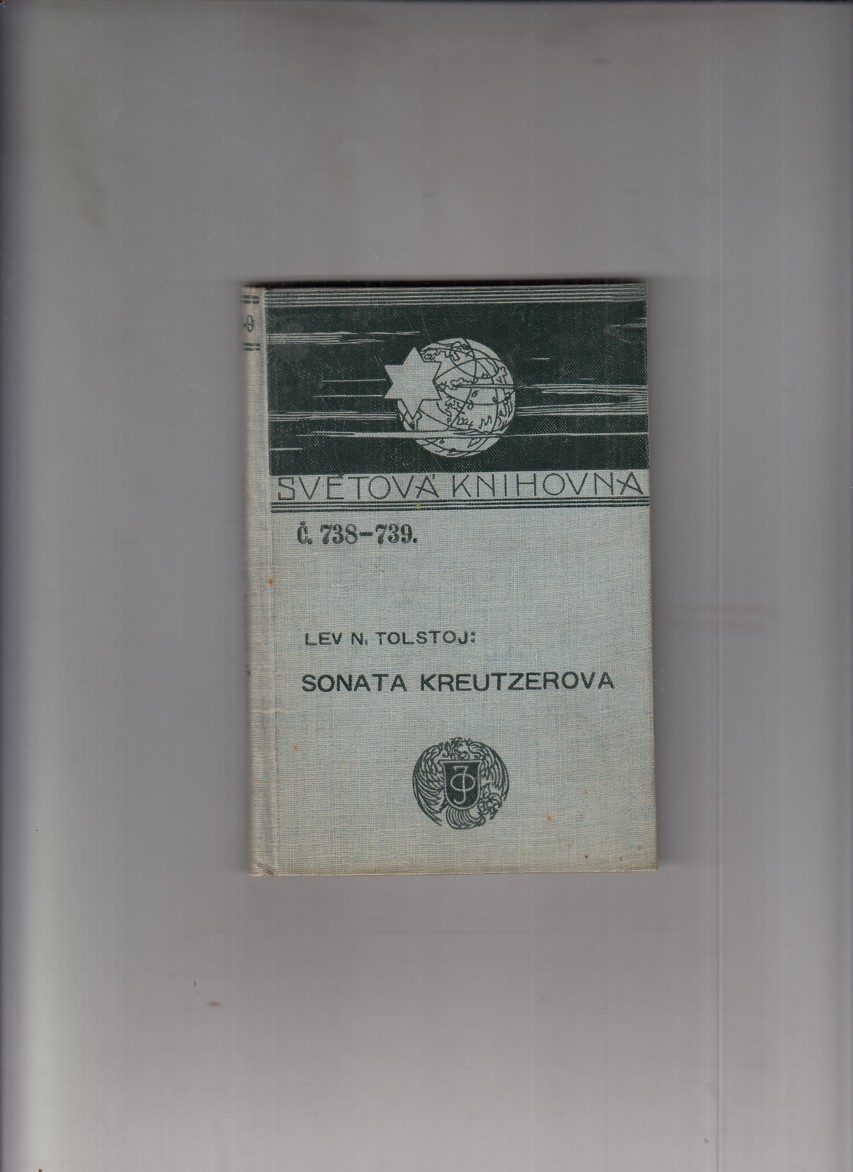 SVĚTOVÁ KNIHOVNA
Č. 738-739.
LEV N. TOLSTOJ:
SONATA KREUTZEROVA